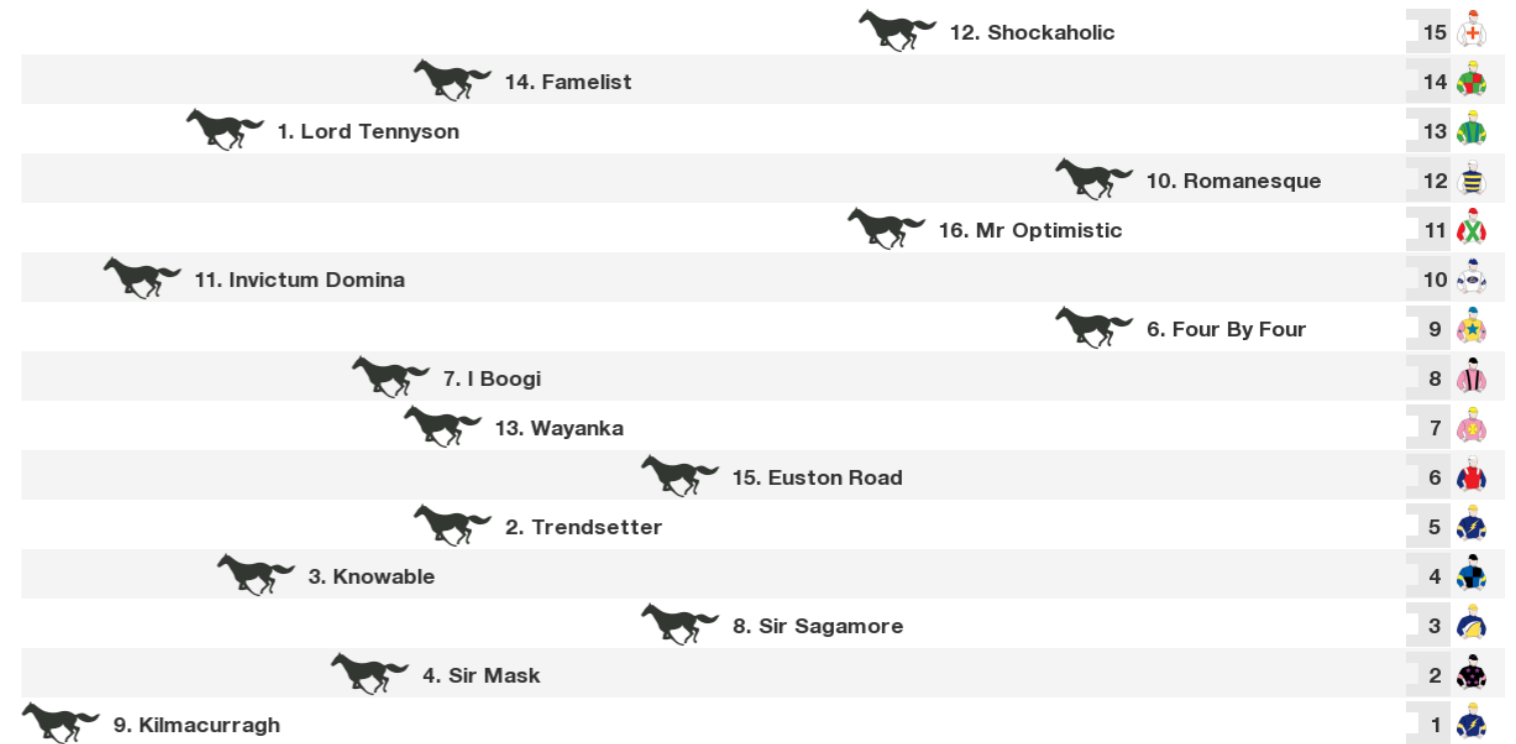 12. Shockaholic 15
14. Famelist 14
1. Lord Tennyson 13
10. Romanesque 12
16. Mr Optimistic 11
11. Invictum Domina 10
6. Four By Four 9
7. I Boogi 8
13. Wayanka 7
15. Euston Road 6
2. Trendsetter 5
3. Knowable 4
8. Sir Sagamore 3
4. Sir Mask 2
9. Kilmacurragh 1